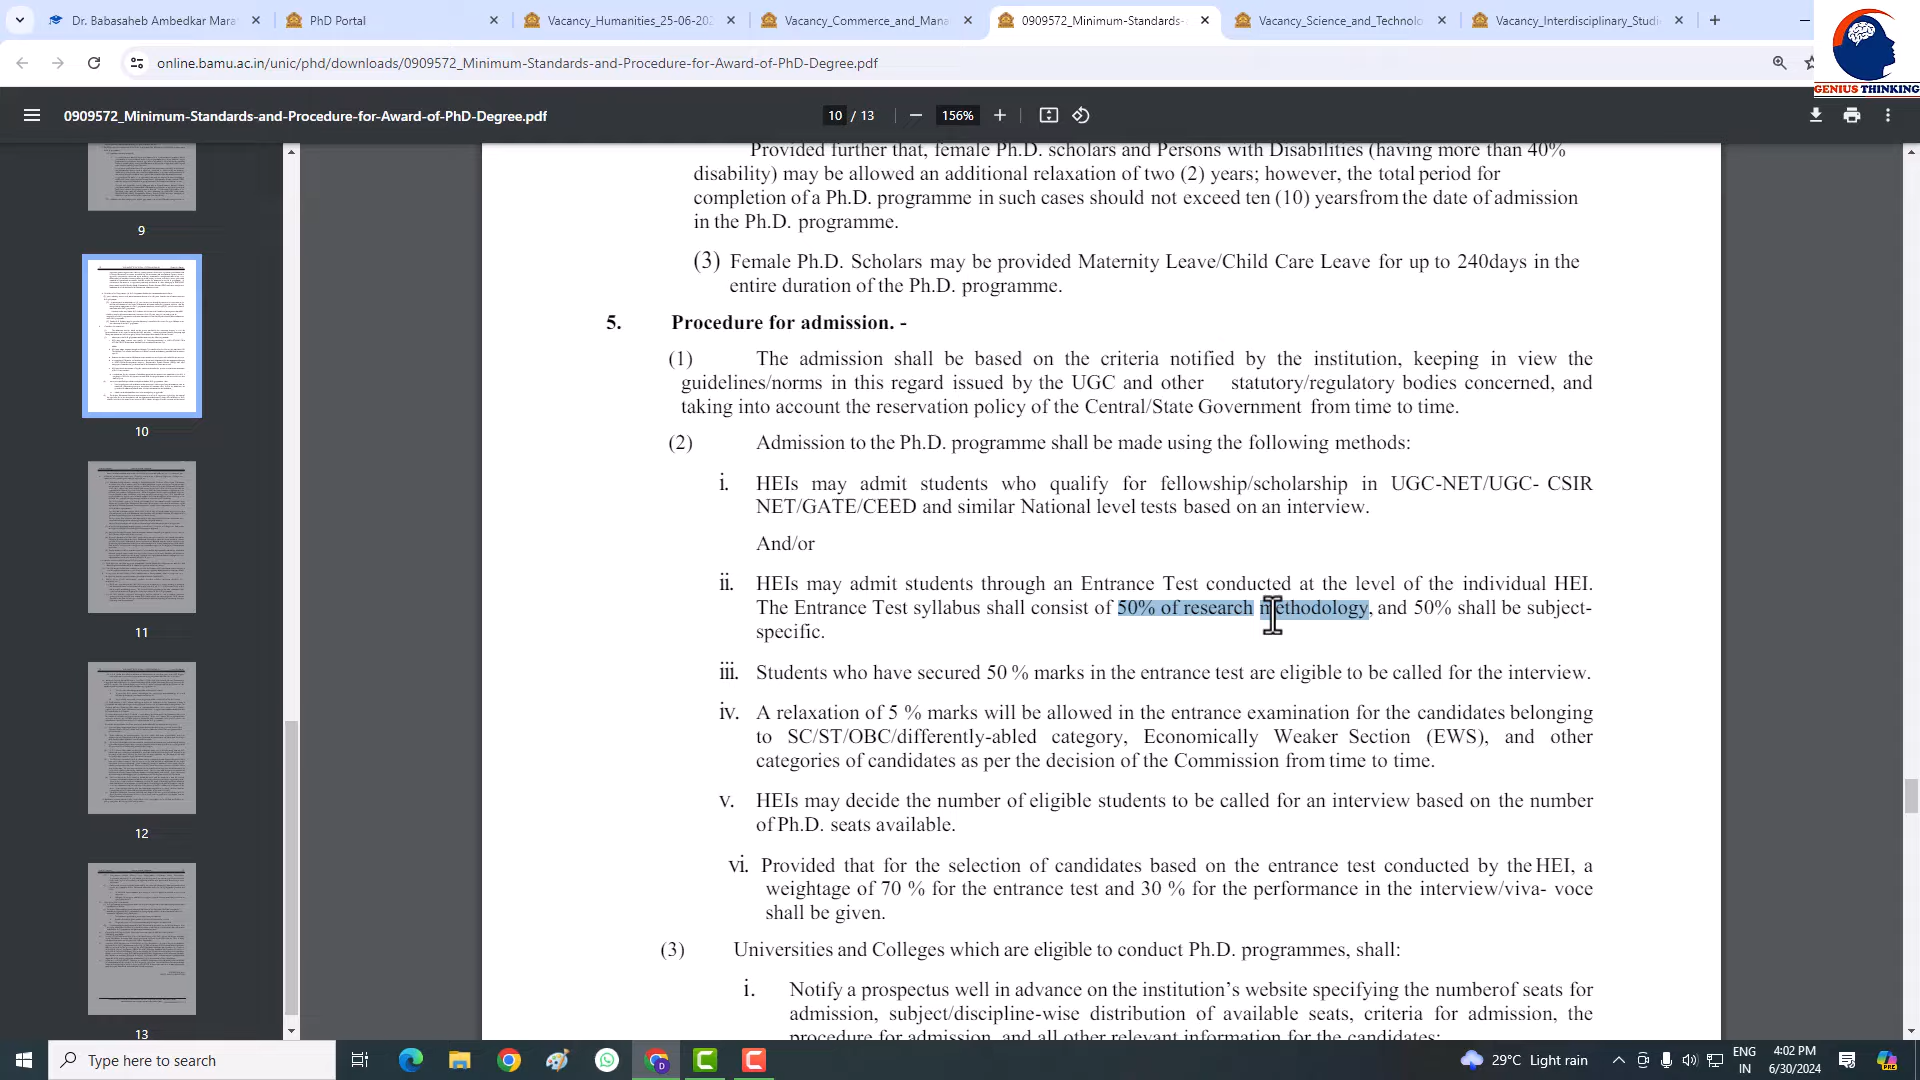 Dr. Babasaheb Ambedkar Mara
PhD Portal
Vacancy_Humanities_25-06-202
Vacancy_Commerce_and_Mana
0909572_Minimum-Standards-
Vacancy_Science_and_Technolo
Vacancy_Interdisciplinary_Studi
online.bamu.ac.in/unic/phd/downloads/0909572_Minimum-Standards-and-Procedure-for-Award-of-PhD-Degree.pdf
GENIUS THINKING
0909572_Minimum-Standards-and-Procedure-for-Award-of-PhD-Degree.pdf
10 / 13
156%
9
10
11
12
13
Provided further that, female Ph.D. scholars and Persons with Disabilities (having more than 40%
disability) may be allowed an additional relaxation of two (2) years; however, the total period for
completion of a Ph.D. programme in such cases should not exceed ten (10) yearsfrom the date of admission
in the Ph.D. programme.
(3) Female Ph.D. Scholars may be provided Maternity Leave/Child Care Leave for up to 240days in the
entire duration of the Ph.D. programme.
5. Procedure for admission. -
(1) The admission shall be based on the criteria notified by the institution, keeping in view the
guidelines/norms in this regard issued by the UGC and other statutory/regulatory bodies concerned, and
taking into account the reservation policy of the Central/State Government from time to time.
(2) Admission to the Ph.D. programme shall be made using the following methods:
i. HEIs may admit students who qualify for fellowship/scholarship in UGC-NET/UGC- CSIR
NET/GATE/CEED and similar National level tests based on an interview.
And/or
ii. HEIs may admit students through an Entrance Test conducted at the level of the individual HEI.
The Entrance Test syllabus shall consist of 50% of research methodology, and 50% shall be subject-
specific.
iii. Students who have secured 50 % marks in the entrance test are eligible to be called for the interview.
iv. A relaxation of 5 % marks will be allowed in the entrance examination for the candidates belonging
to SC/ST/OBC/differently-abled category, Economically Weaker Section (EWS), and other
categories of candidates as per the decision of the Commission from time to time.
v. HEIs may decide the number of eligible students to be called for an interview based on the number
of Ph.D. seats available.
vi. Provided that for the selection of candidates based on the entrance test conducted by the HEI, a
weightage of 70 % for the entrance test and 30 % for the performance in the interview/viva- voce
shall be given.
(3) Universities and Colleges which are eligible to conduct Ph.D. programmes, shall:
i. Notify a prospectus well in advance on the institution’s website specifying the numberof seats for
admission, subject/discipline-wise distribution of available seats, criteria for admission, the
procedure for admission, and all other relevant information for the candidates;
Type here to search
29°C Light rain
ENG
IN
4:02 PM
6/30/2024